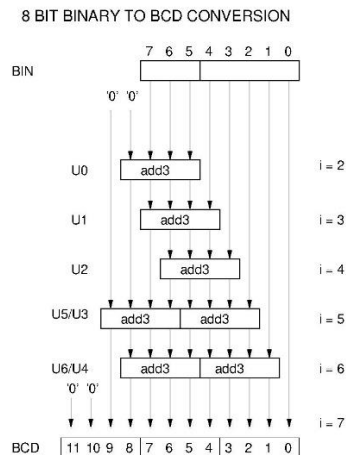 8 BIT BINARY TO BCD CONVERSION
7 6 5 4 3 2 1 0
BIN
'0' '0'
U0 add3 i = 2
U1 add3 i = 3
U2 add3 i = 4
U5/U3 add3 add3 i = 5
U6/U4 add3 add3 i = 6
'0' '0'
i = 7
BCD 11 10 9 8 7 6 5 4 3 2 1 0